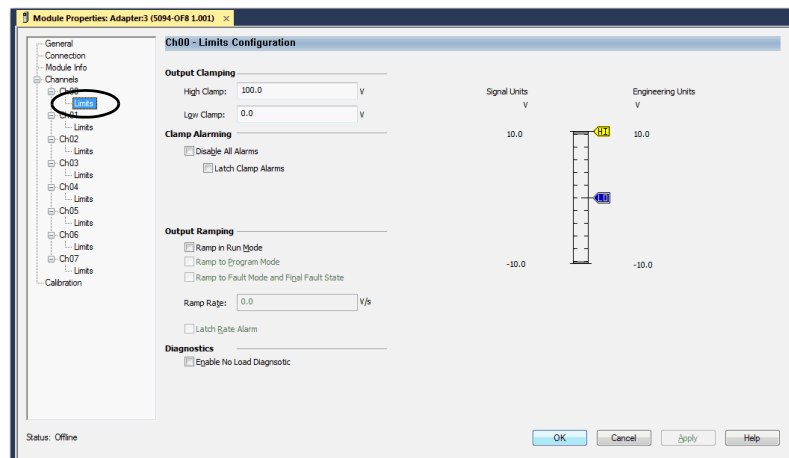 Module Properties: Adapter:3 (5094-OF8 1.001) ×
General
Connection
Module Info
Channels
Ch00
Limits
Ch01
Limits
Ch02
Limits
Ch03
Limits
Ch04
Limits
Ch05
Limits
Ch06
Limits
Ch07
Limits
Calibration
Ch00 - Limits Configuration
Output Clamping
High Clamp: 100.0 V
Low Clamp: 0.0 V
Clamp Alarming
Disable All Alarms
Latch Clamp Alarms
Output Ramping
Ramp in Run Mode
Ramp to Program Mode
Ramp to Fault Mode and Final Fault State
Ramp Rate: 0.0 V/s
Latch Rate Alarm
Diagnostics
Enable No Load Diagnsotic
Signal Units Engineering Units
V V
10.0 HI 10.0
LO
-10.0 -10.0
Status: Offline
OK Cancel Apply Help